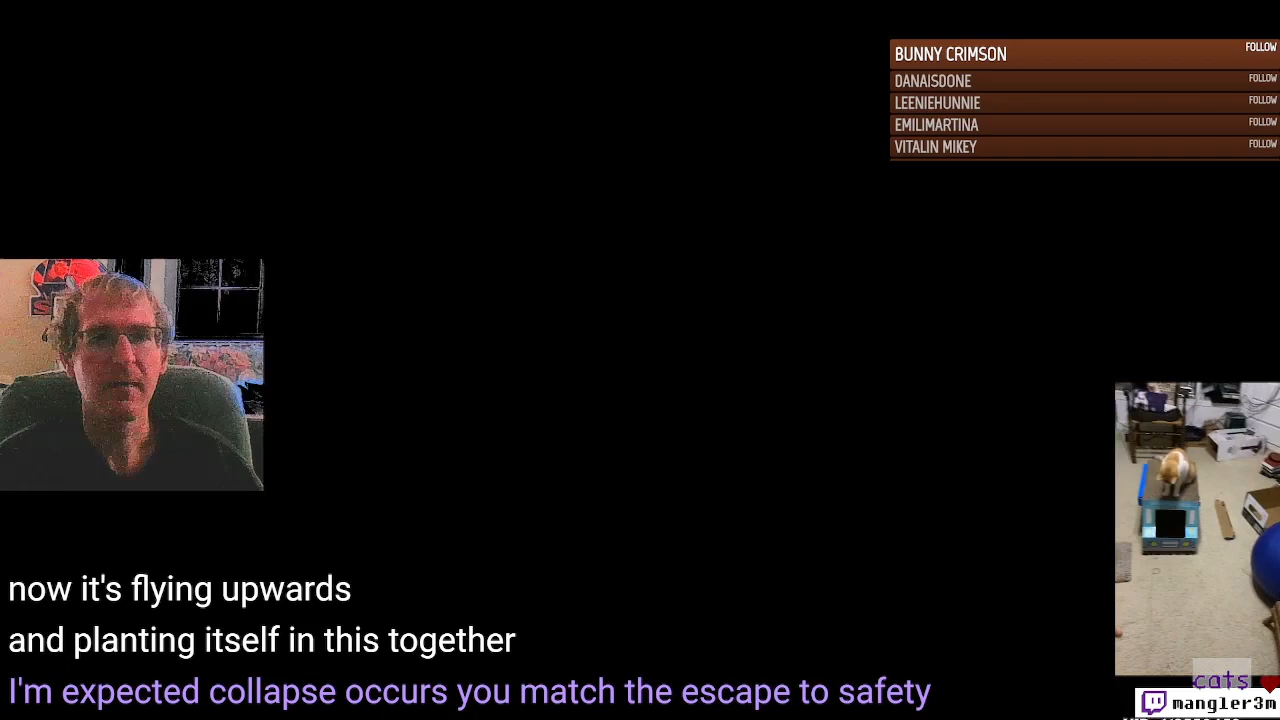 BUNNY CRIMSON FOLLOW
DANAISDONE FOLLOW
LEENIEHUNNIE FOLLOW
EMILIMARTINA FOLLOW
VITALIN MIKEY FOLLOW
now it's flying upwards
and planting itself in this together
I'm expected collapse occurs you match the escape to safety
cats
mangler3m